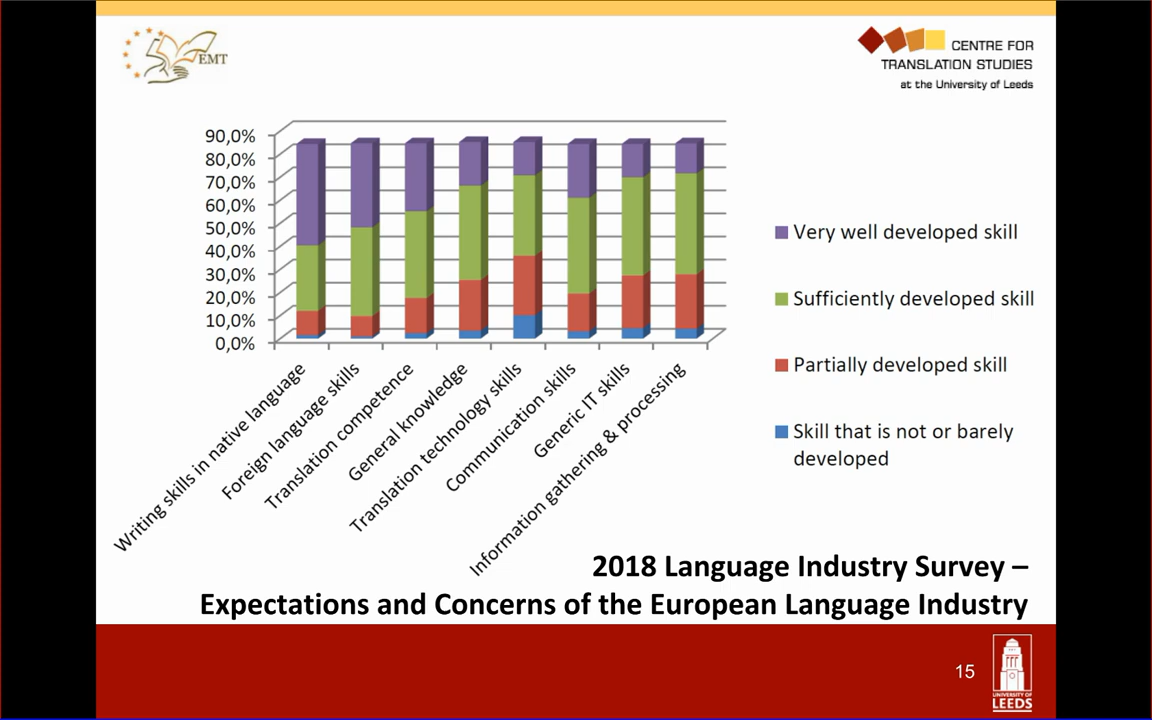 EMT
CENTRE FOR
TRANSLATION STUDIES
at the University of Leeds
90,0%
80,0%
70,0%
60,0%
50,0%
40,0%
30,0%
20,0%
10,0%
0,0%
Writing skills in native language
Foreign language skills
Translation competence
General knowledge
Translation technology skills
Communication skills
Generic IT skills
Information gathering & processing
Very well developed skill
Sufficiently developed skill
Partially developed skill
Skill that is not or barely
developed
2018 Language Industry Survey –
Expectations and Concerns of the European Language Industry
15
UNIVERSITY OF
LEEDS